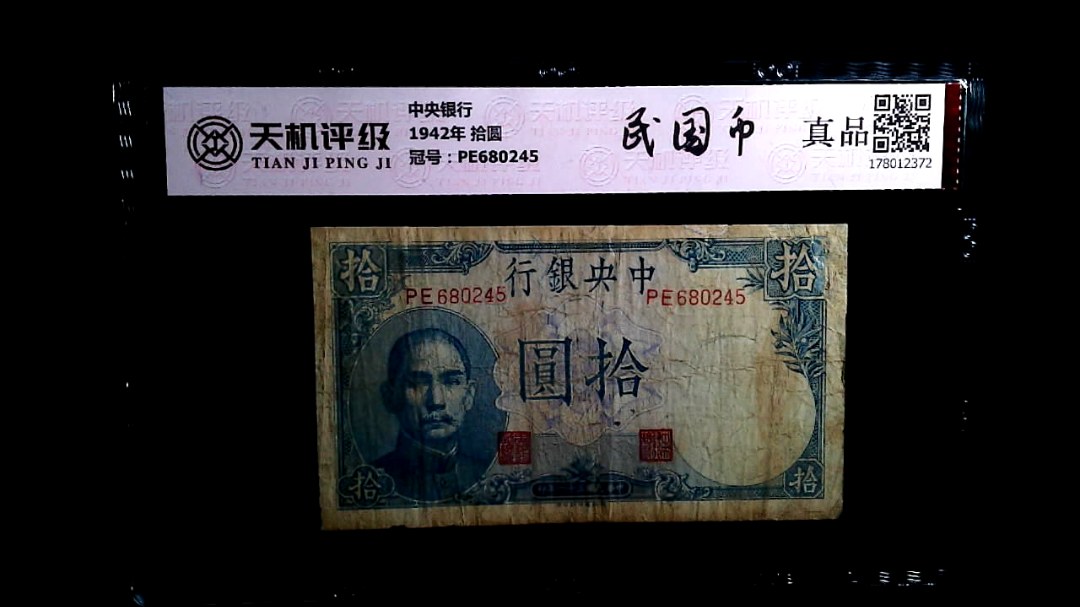 天机评级
TIAN JI PING JI
中央银行
1942年 拾圆
冠号：PE680245
民国币
真品
178012372
拾
行銀央中
拾
PE680245
PE680245
圓拾
拾
拾